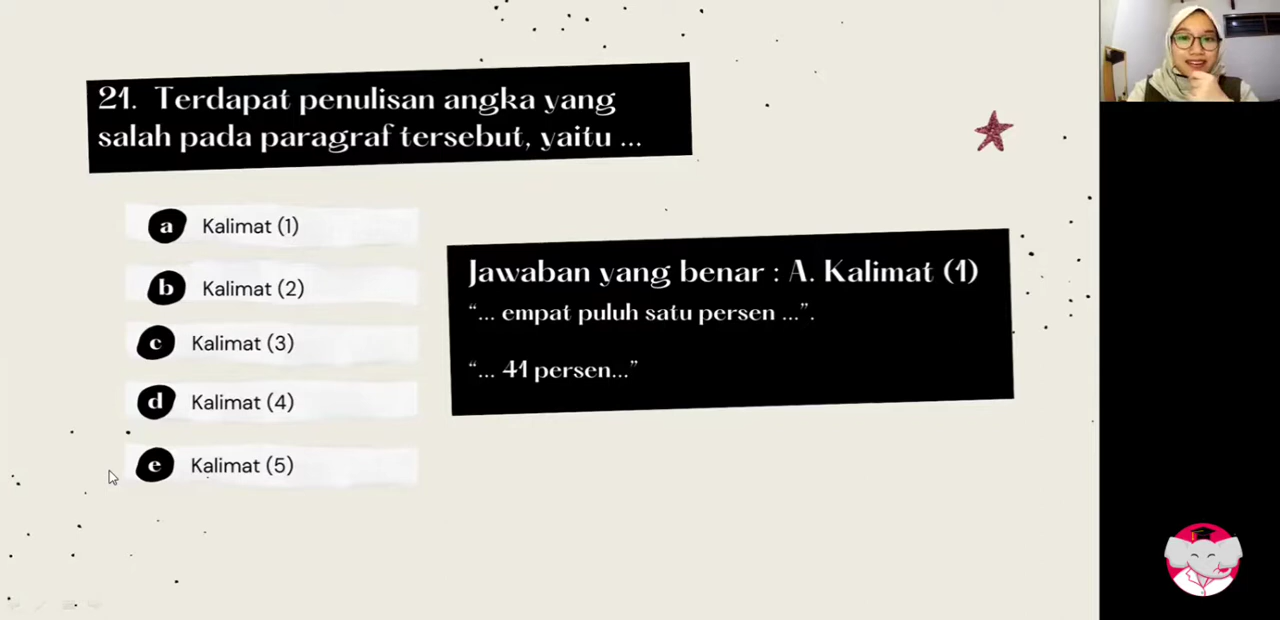 21. Terdapat penulisan angka yang
salah pada paragraf tersebut, yaitu ...
a Kalimat (1)
b Kalimat (2)
c Kalimat (3)
d Kalimat (4)
e Kalimat (5)
Jawaban yang benar : A. Kalimat (1)
“... empat puluh satu persen ...”.
“... 41 persen...”